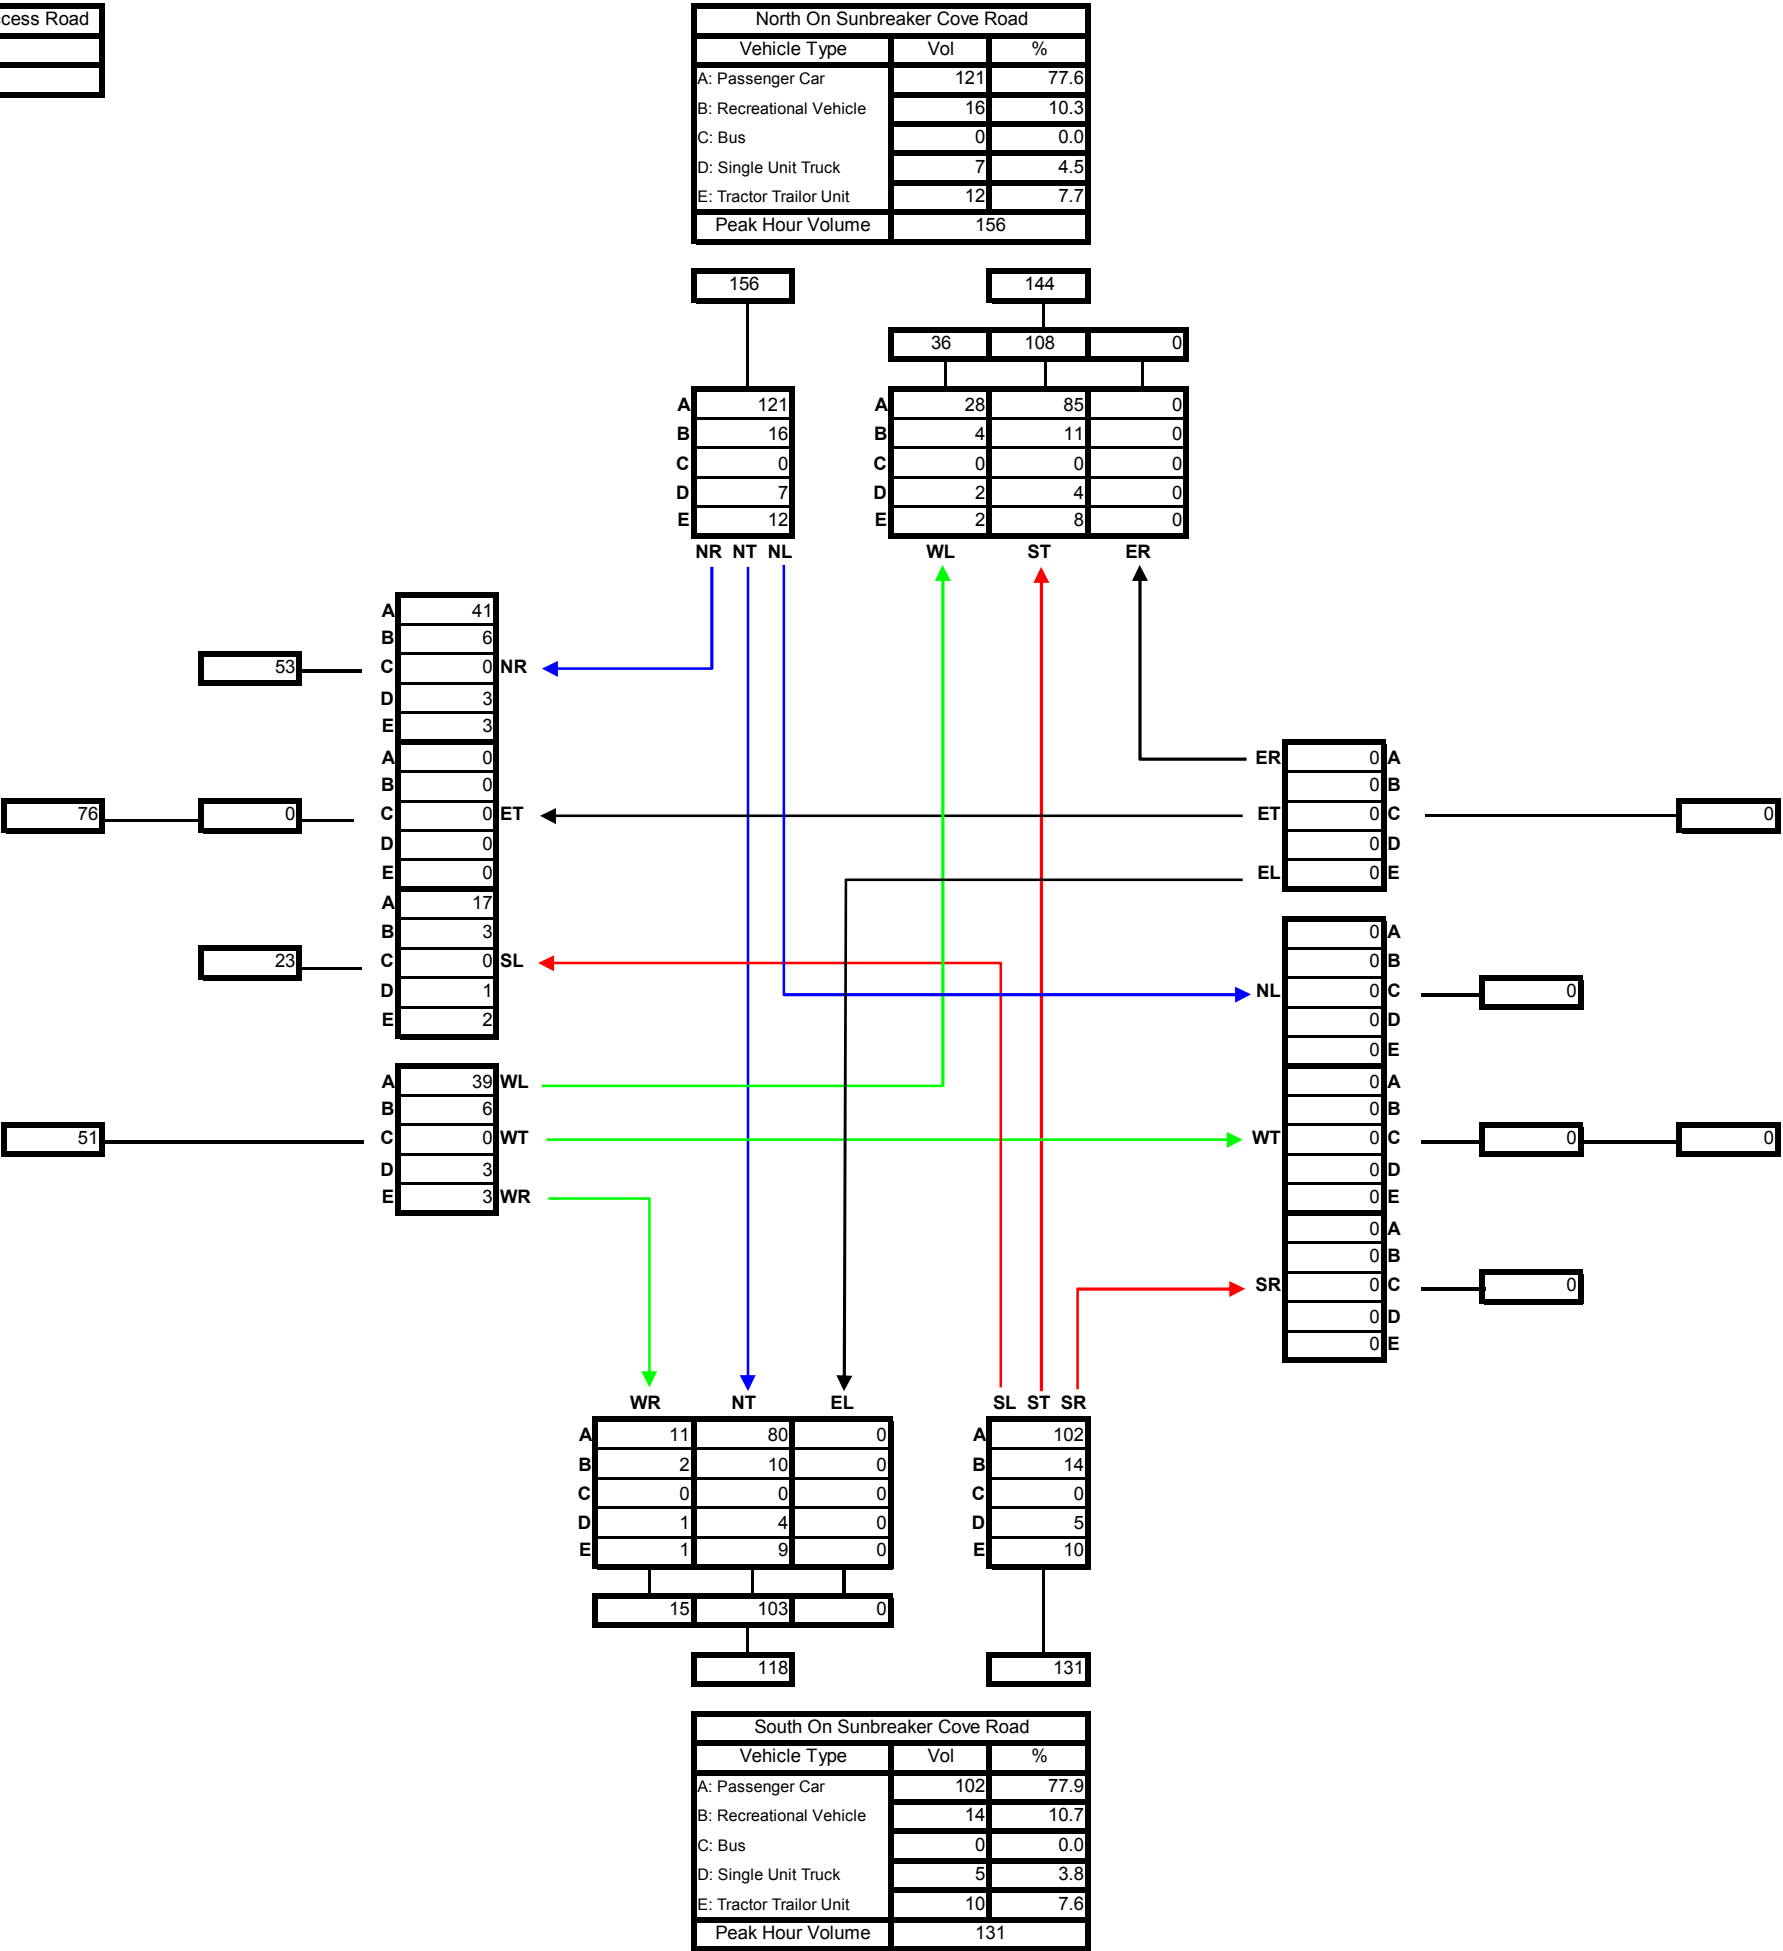 cess Road
North On Sunbreaker Cove Road
Vehicle Type Vol %
A: Passenger Car 121 77.6
B: Recreational Vehicle 16 10.3
C: Bus 0 0.0
D: Single Unit Truck 7 4.5
E: Tractor Trailor Unit 12 7.7
Peak Hour Volume 156
156 144
36 108 0
A 121 A 28 85 0
B 16 B 4 11 0
C 0 C 0 0 0
D 7 D 2 4 0
E 12 E 2 8 0
NR NT NL WL ST ER
A 41
B 6
53 C 0 NR
D 3
E 3
A 0 ER 0 A
B 0 0 B
76 0 C 0 ET ET 0 C 0
D 0 0 D
E 0 EL 0 E
A 17
B 3 0 A
23 C 0 SL 0 B
D 1 NL 0 C 0
E 2 0 D
0 E
A 39 WL 0 A
B 6 0 B
51 C 0 WT WT 0 C 0 0
D 3 0 D
E 3 WR 0 E
0 A
0 B
SR 0 C 0
0 D
0 E
WR NT EL SL ST SR
A 11 80 0 A 102
B 2 10 0 B 14
C 0 0 0 C 0
D 1 4 0 D 5
E 1 9 0 E 10
15 103 0
118 131
South On Sunbreaker Cove Road
Vehicle Type Vol %
A: Passenger Car 102 77.9
B: Recreational Vehicle 14 10.7
C: Bus 0 0.0
D: Single Unit Truck 5 3.8
E: Tractor Trailor Unit 10 7.6
Peak Hour Volume 131